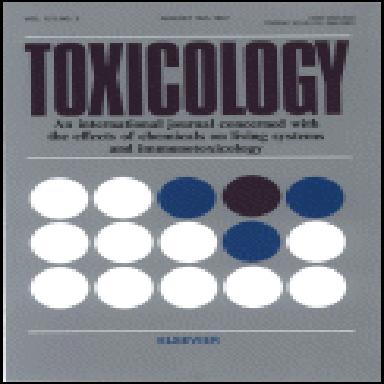 TOXICOLOGY
An international journal concerned with
the effects of chemicals on living systems
and immunotoxicology
ELSEVIER